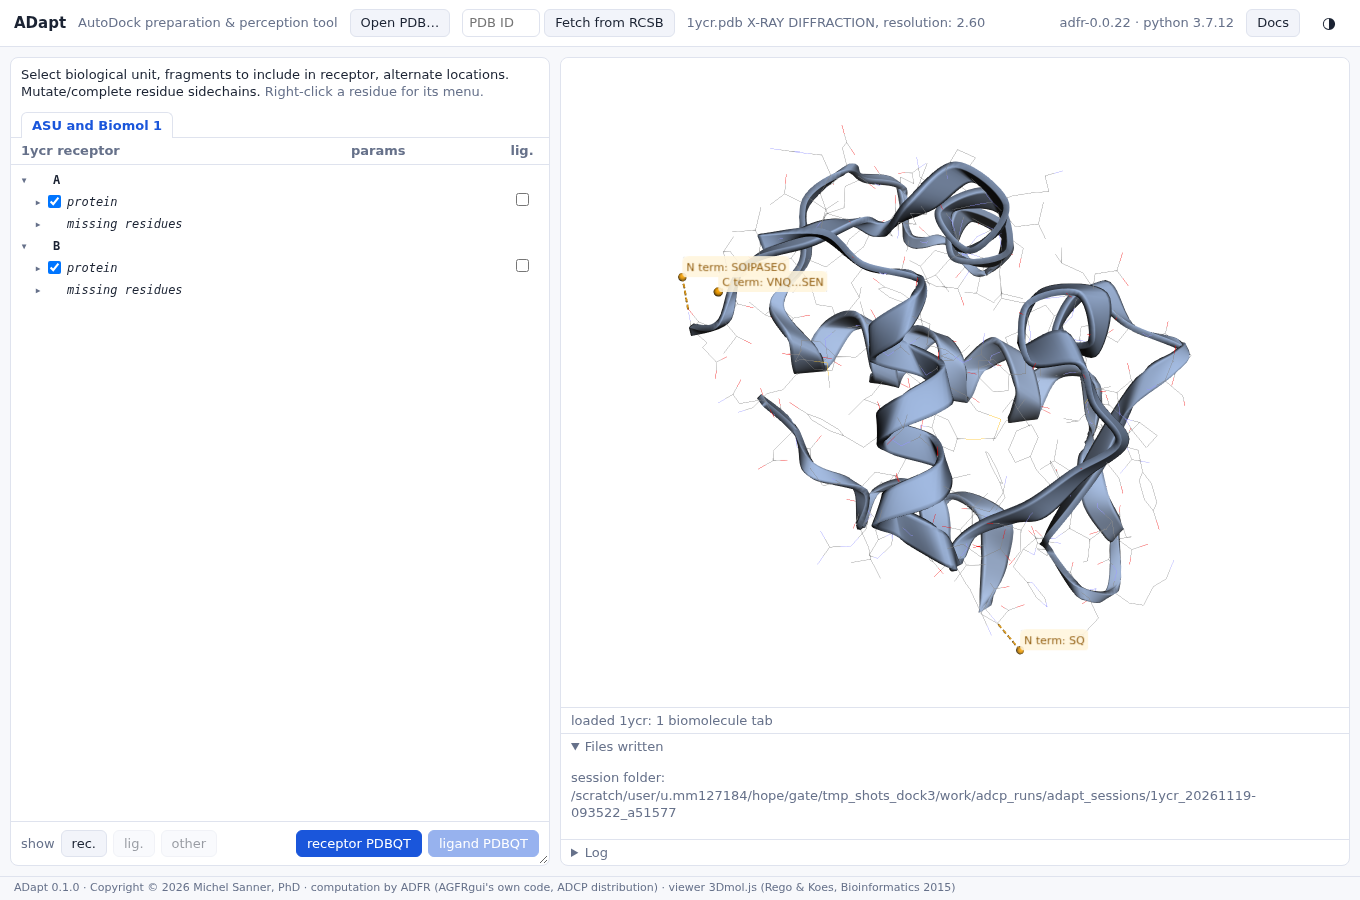 ADapt AutoDock preparation & perception tool Open PDB... PDB ID Fetch from RCSB 1ycr.pdb X-RAY DIFFRACTION, resolution: 2.60 adfr-0.0.22 · python 3.7.12 Docs
Select biological unit, fragments to include in receptor, alternate locations.
Mutate/complete residue sidechains. Right-click a residue for its menu.
ASU and Biomol 1
1ycr receptor params lig.
A
protein
missing residues
B
protein
missing residues
show rec. lig. other receptor PDBQT ligand PDBQT
N term: SQIPASEQ
C term: VNQ...SEN
N term: SQ
loaded 1ycr: 1 biomolecule tab
Files written
session folder:
/scratch/user/u.mm127184/hope/gate/tmp_shots_dock3/work/adcp_runs/adapt_sessions/1ycr_20261119-
093522_a51577
Log
ADapt 0.1.0 · Copyright © 2026 Michel Sanner, PhD · computation by ADFR (AGFRgui's own code, ADCP distribution) · viewer 3Dmol.js (Rego & Koes, Bioinformatics 2015)